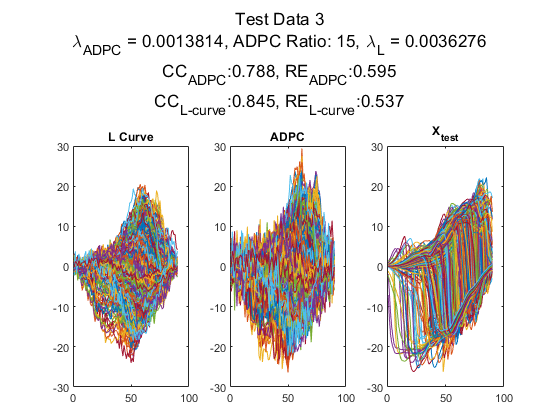 Test Data 3
λADPC = 0.0013814, ADPC Ratio: 15, λL = 0.0036276
CCADPC:0.788, READPC:0.595
CCL-curve:0.845, REL-curve:0.537
L Curve
30
20
10
0
-10
-20
-30
0 50 100
ADPC
30
20
10
0
-10
-20
-30
0 50 100
Xtest
30
20
10
0
-10
-20
-30
0 50 100